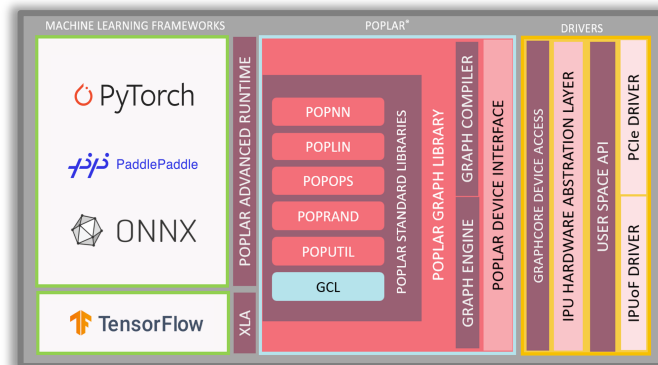 MACHINE LEARNING FRAMEWORKS
POPLAR*
DRIVERS
PyTorch
PaddlePaddle
ONNX
TensorFlow
POPLAR ADVANCED RUNTIME
XLA
POPNN
POPLIN
POPOPS
POPRAND
POPUTIL
GCL
POPLAR STANDARD LIBRARIES
POPLAR GRAPH LIBRARY
GRAPH COMPILER
GRAPH ENGINE
POPLAR DEVICE INTERFACE
GRAPHCORE DEVICE ACCESS
IPU HARDWARE ABSTRATION LAYER
USER SPACE API
PCIe DRIVER
IPUoF DRIVER